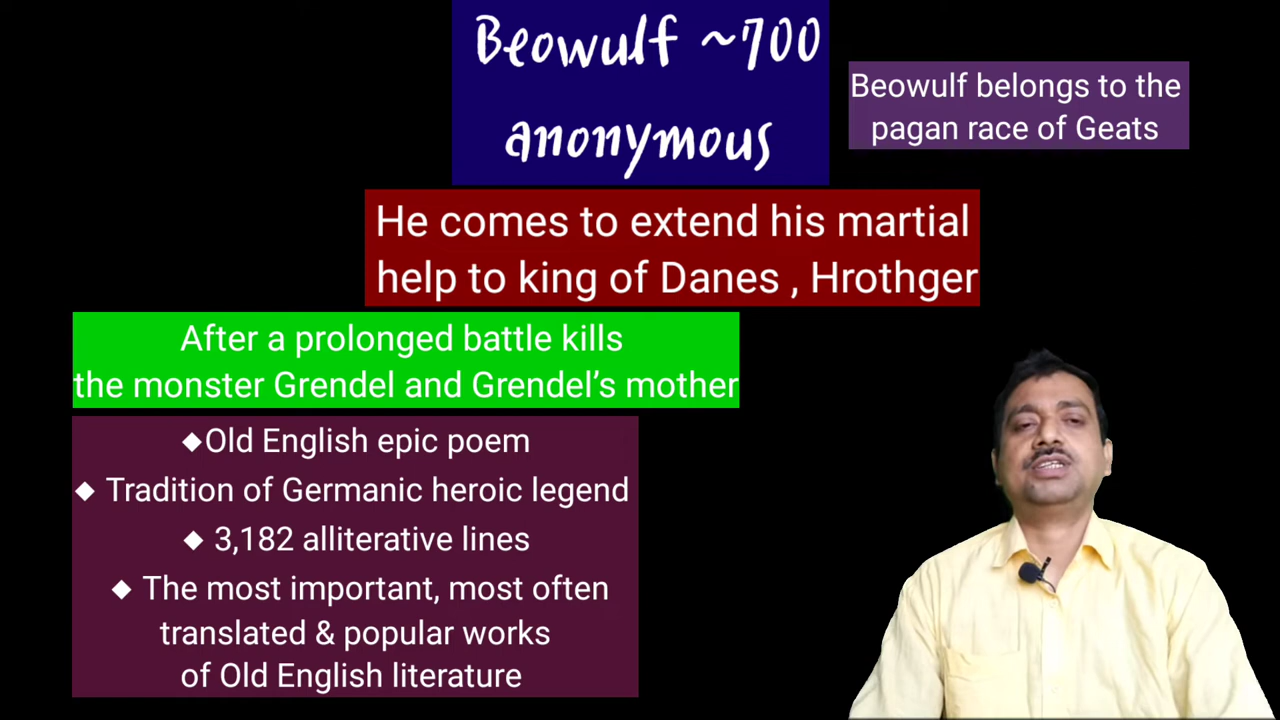 Beowulf ~700
anonymous
Beowulf belongs to the
pagan race of Geats
He comes to extend his martial
help to king of Danes , Hrothger
After a prolonged battle kills
the monster Grendel and Grendel’s mother
◆Old English epic poem
◆ Tradition of Germanic heroic legend
◆ 3,182 alliterative lines
◆ The most important, most often
translated & popular works
of Old English literature